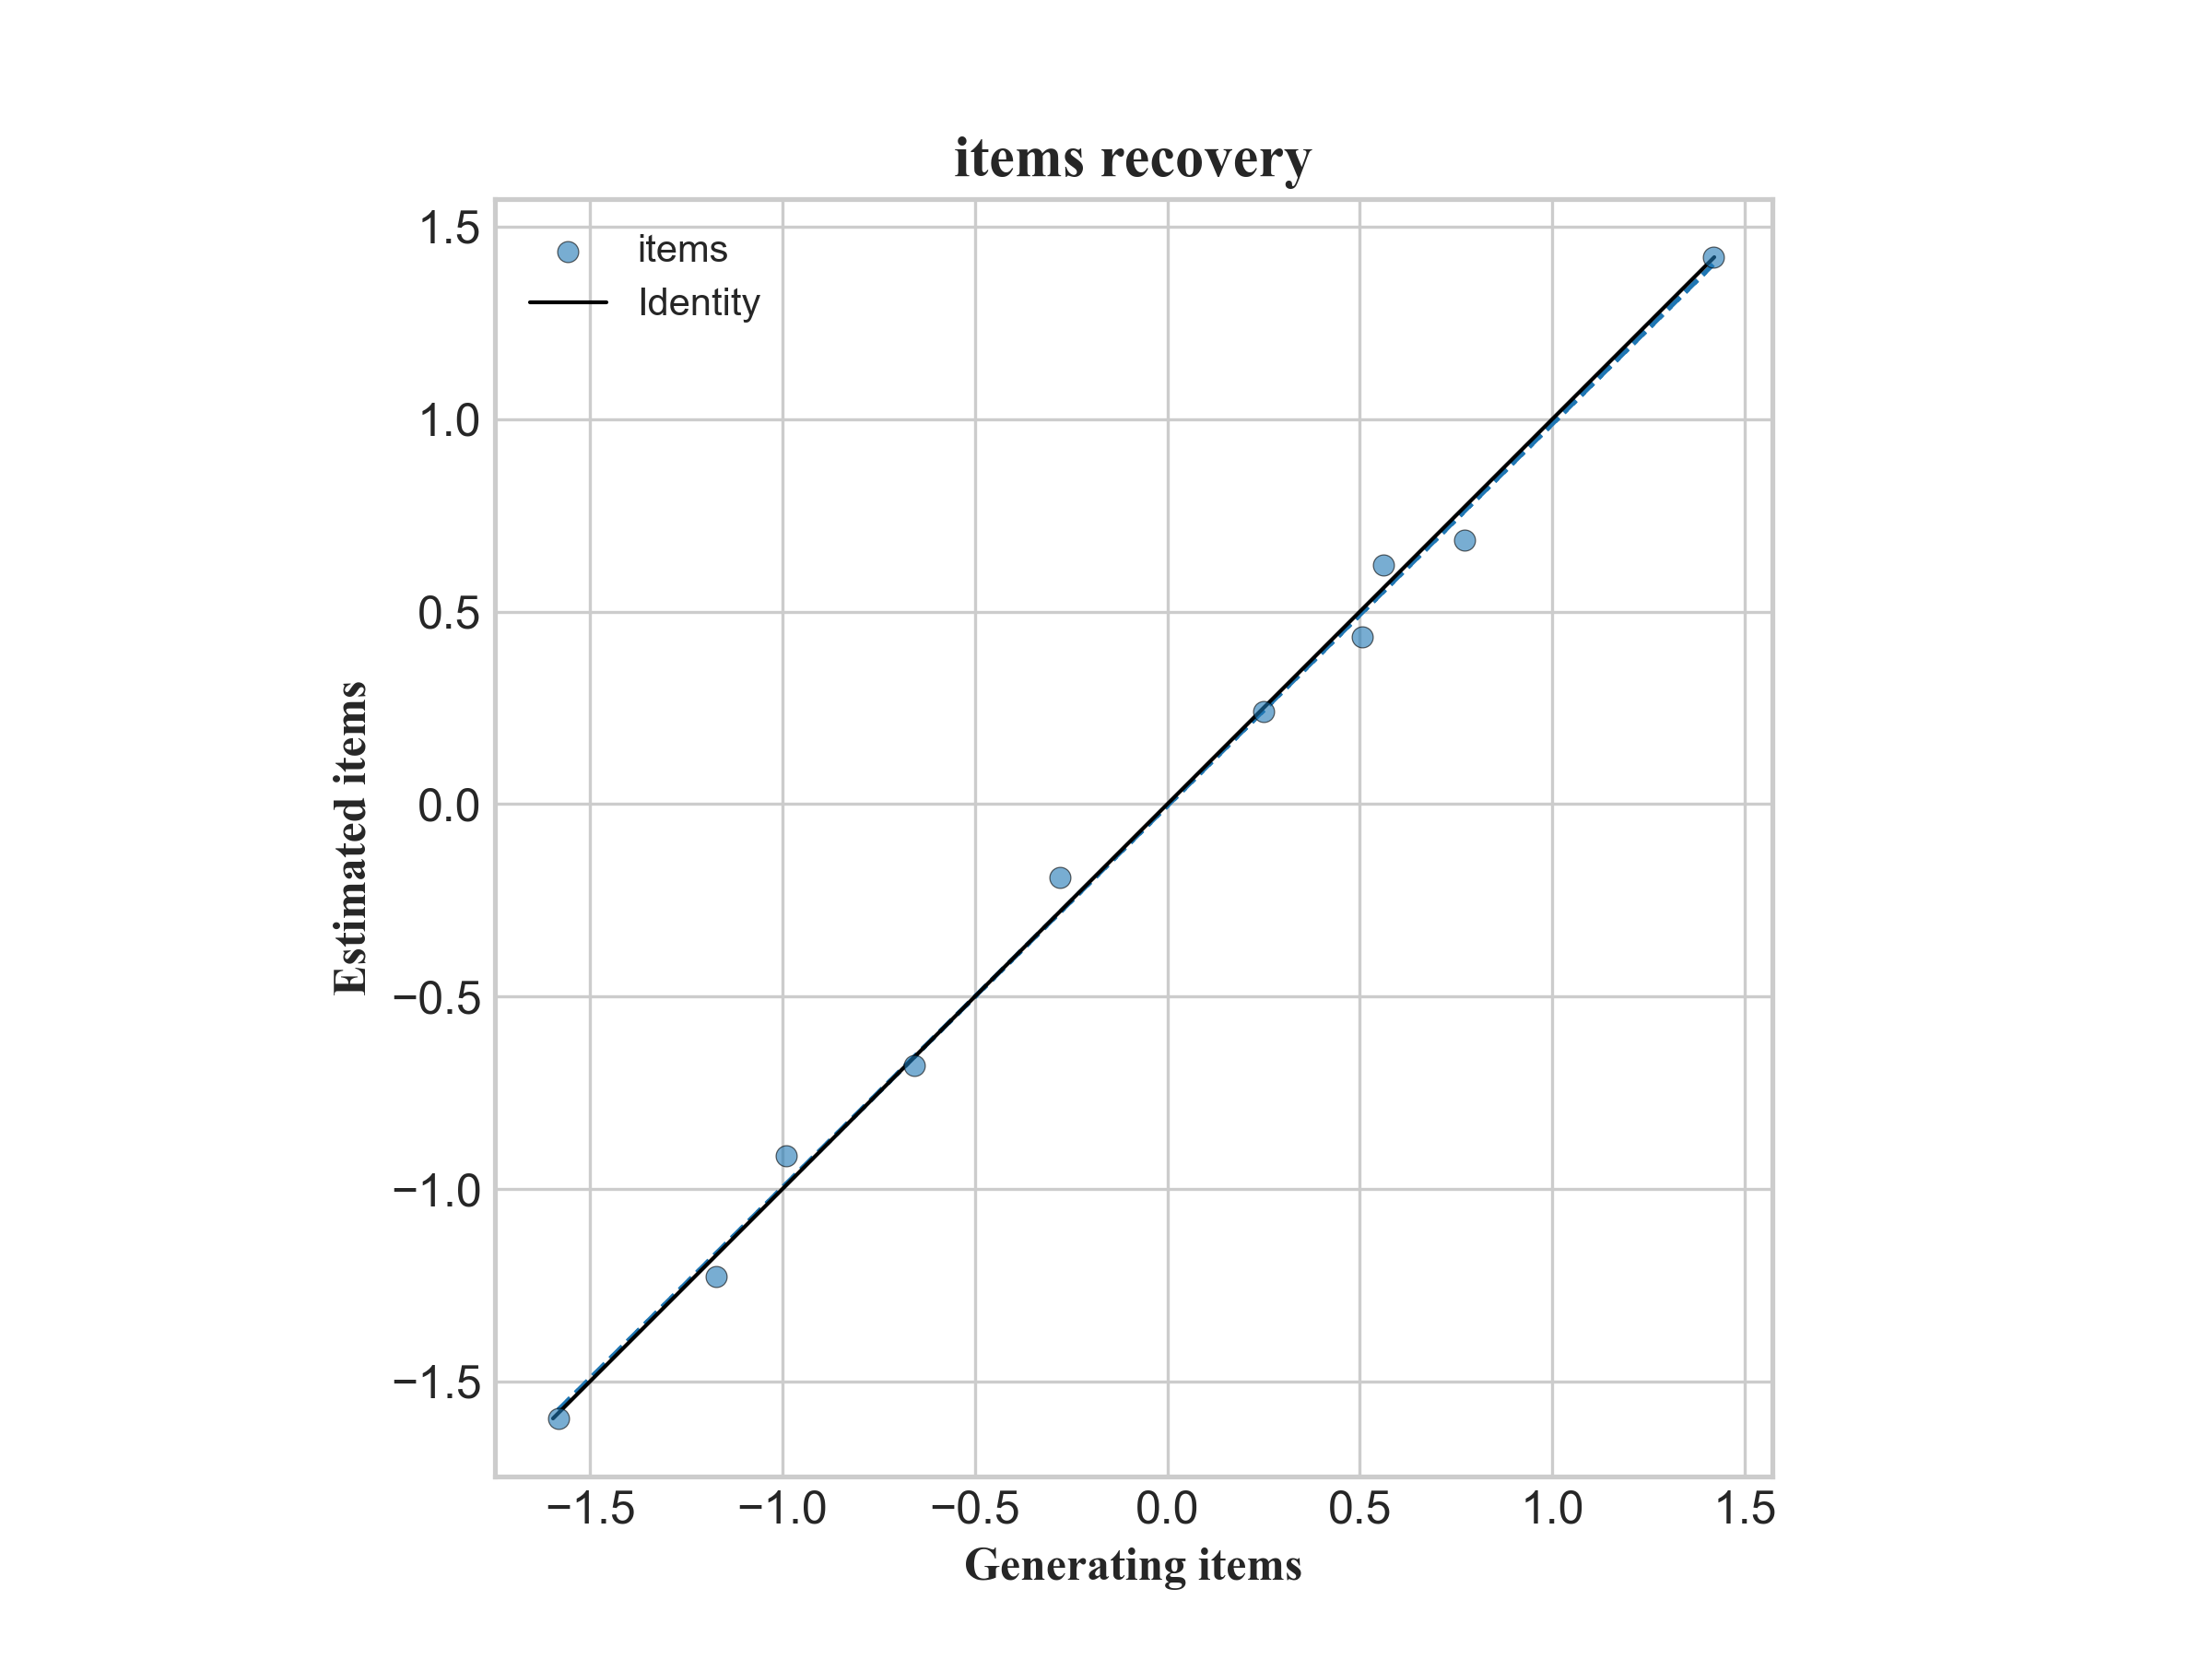 items recovery
items
Identity
1.5
1.0
0.5
0.0
−0.5
−1.0
−1.5
Estimated items
−1.5 −1.0 −0.5 0.0 0.5 1.0 1.5
Generating items